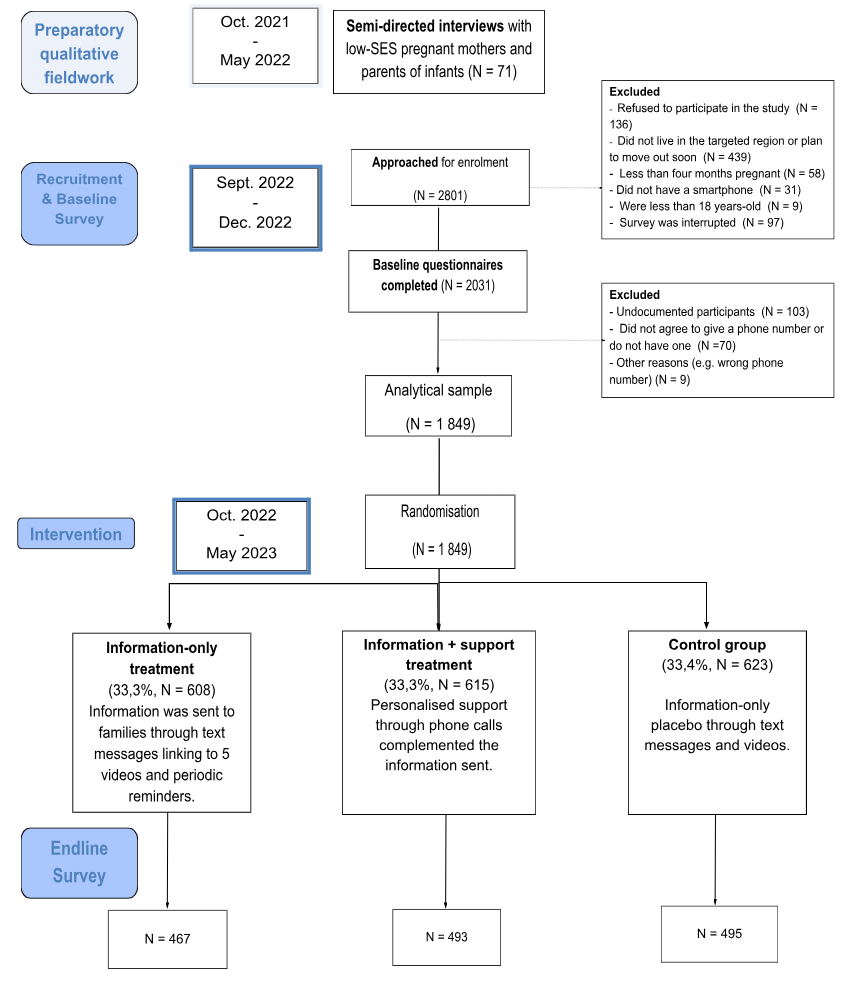 Preparatory
qualitative
fieldwork
Oct. 2021
-
May 2022
Semi-directed interviews with
low-SES pregnant mothers and
parents of infants (N = 71)
Recruitment
& Baseline
Survey
Sept. 2022
-
Dec. 2022
Approached for enrolment
(N = 2801)
Excluded
- Refused to participate in the study (N =
136)
- Did not live in the targeted region or plan
to move out soon (N = 439)
- Less than four months pregnant (N = 58)
- Did not have a smartphone (N = 31)
- Were less than 18 years-old (N = 9)
- Survey was interrupted (N = 97)
Baseline questionnaires
completed (N = 2031)
Excluded
- Undocumented participants (N = 103)
- Did not agree to give a phone number or
do not have one (N =70)
- Other reasons (e.g. wrong phone
number) (N = 9)
Analytical sample
(N = 1 849)
Intervention
Oct. 2022
-
May 2023
Randomisation
(N = 1 849)
Information-only
treatment
(33,3%, N = 608)
Information was sent to
families through text
messages linking to 5
videos and periodic
reminders.
Information + support
treatment
(33,3%, N = 615)
Personalised support
through phone calls
complemented the
information sent.
Control group
(33,4%, N = 623)
Information-only
placebo through text
messages and videos.
Endline
Survey
N = 467
N = 493
N = 495